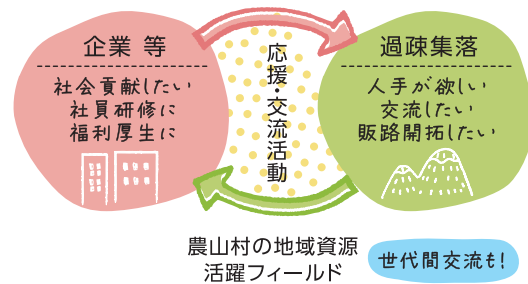 企業 等
社会貢献したい
社員研修に
福利厚生に
応援・交流活動
過疎集落
人手が欲しい
交流したい
販路開拓したい
農山村の地域資源
活躍フィールド
世代間交流も!